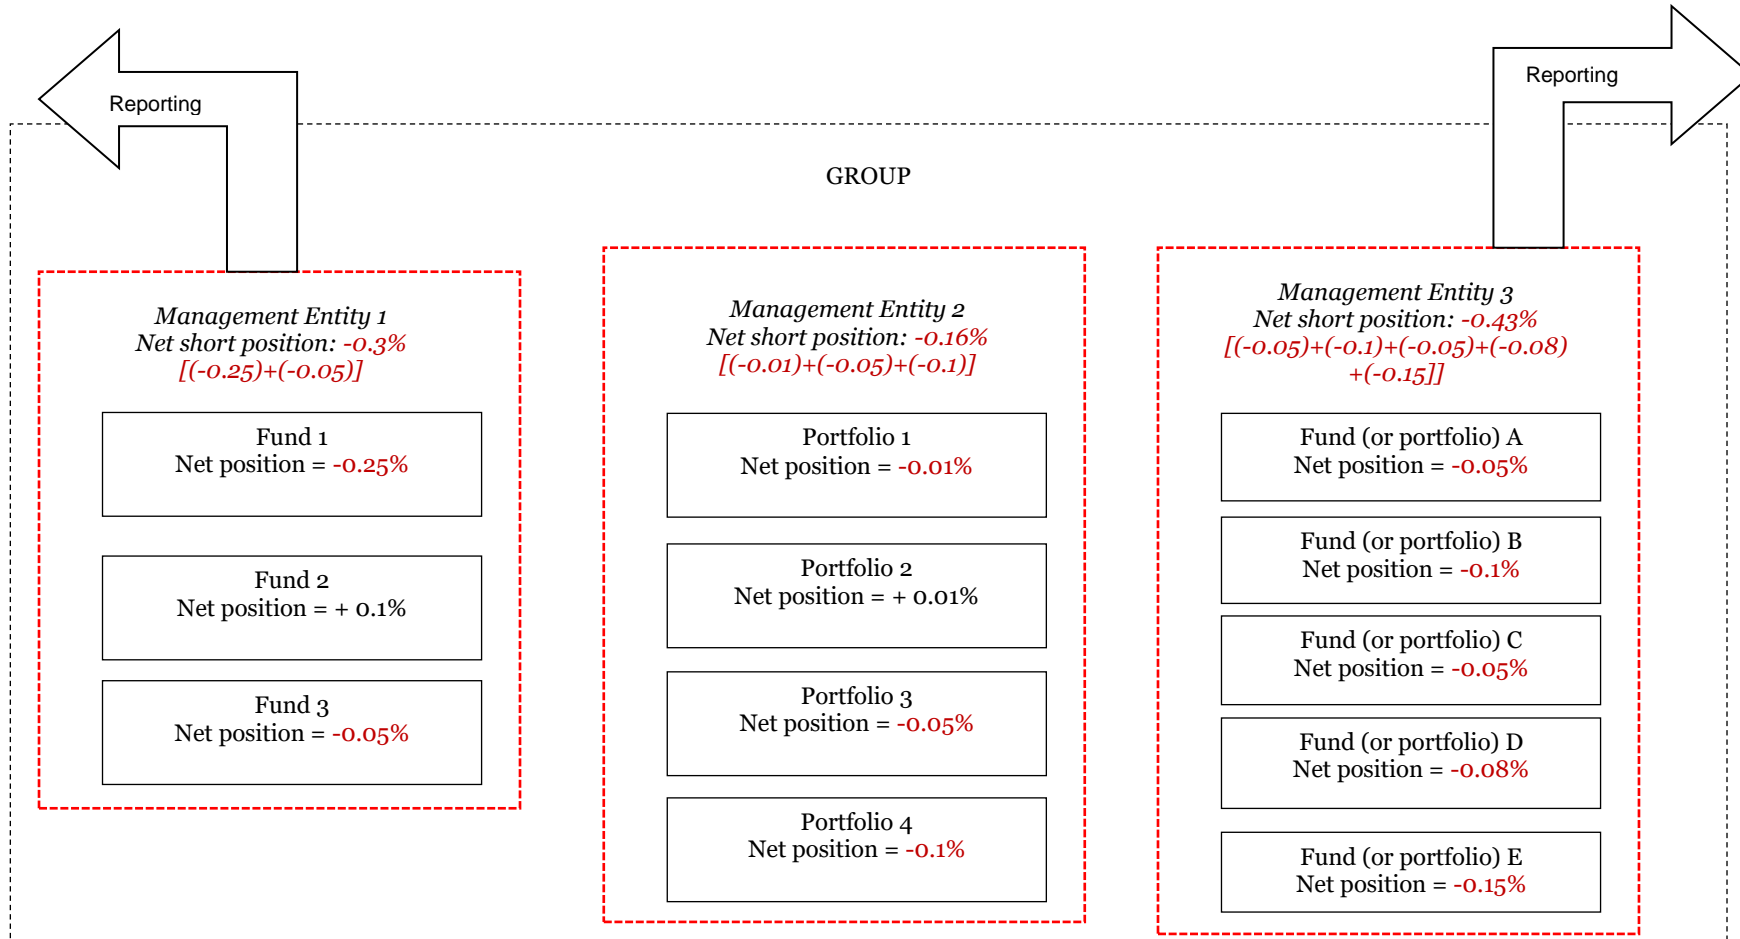 Reporting
Reporting
GROUP
Management Entity 1
Net short position: -0.3%
[(-0.25)+(-0.05)]
Fund 1
Net position = -0.25%
Fund 2
Net position = + 0.1%
Fund 3
Net position = -0.05%
Management Entity 2
Net short position: -0.16%
[(-0.01)+(-0.05)+(-0.1)]
Portfolio 1
Net position = -0.01%
Portfolio 2
Net position = + 0.01%
Portfolio 3
Net position = -0.05%
Portfolio 4
Net position = -0.1%
Management Entity 3
Net short position: -0.43%
[(-0.05)+(-0.1)+(-0.05)+(-0.08)
+(-0.15]]
Fund (or portfolio) A
Net position = -0.05%
Fund (or portfolio) B
Net position = -0.1%
Fund (or portfolio) C
Net position = -0.05%
Fund (or portfolio) D
Net position = -0.08%
Fund (or portfolio) E
Net position = -0.15%